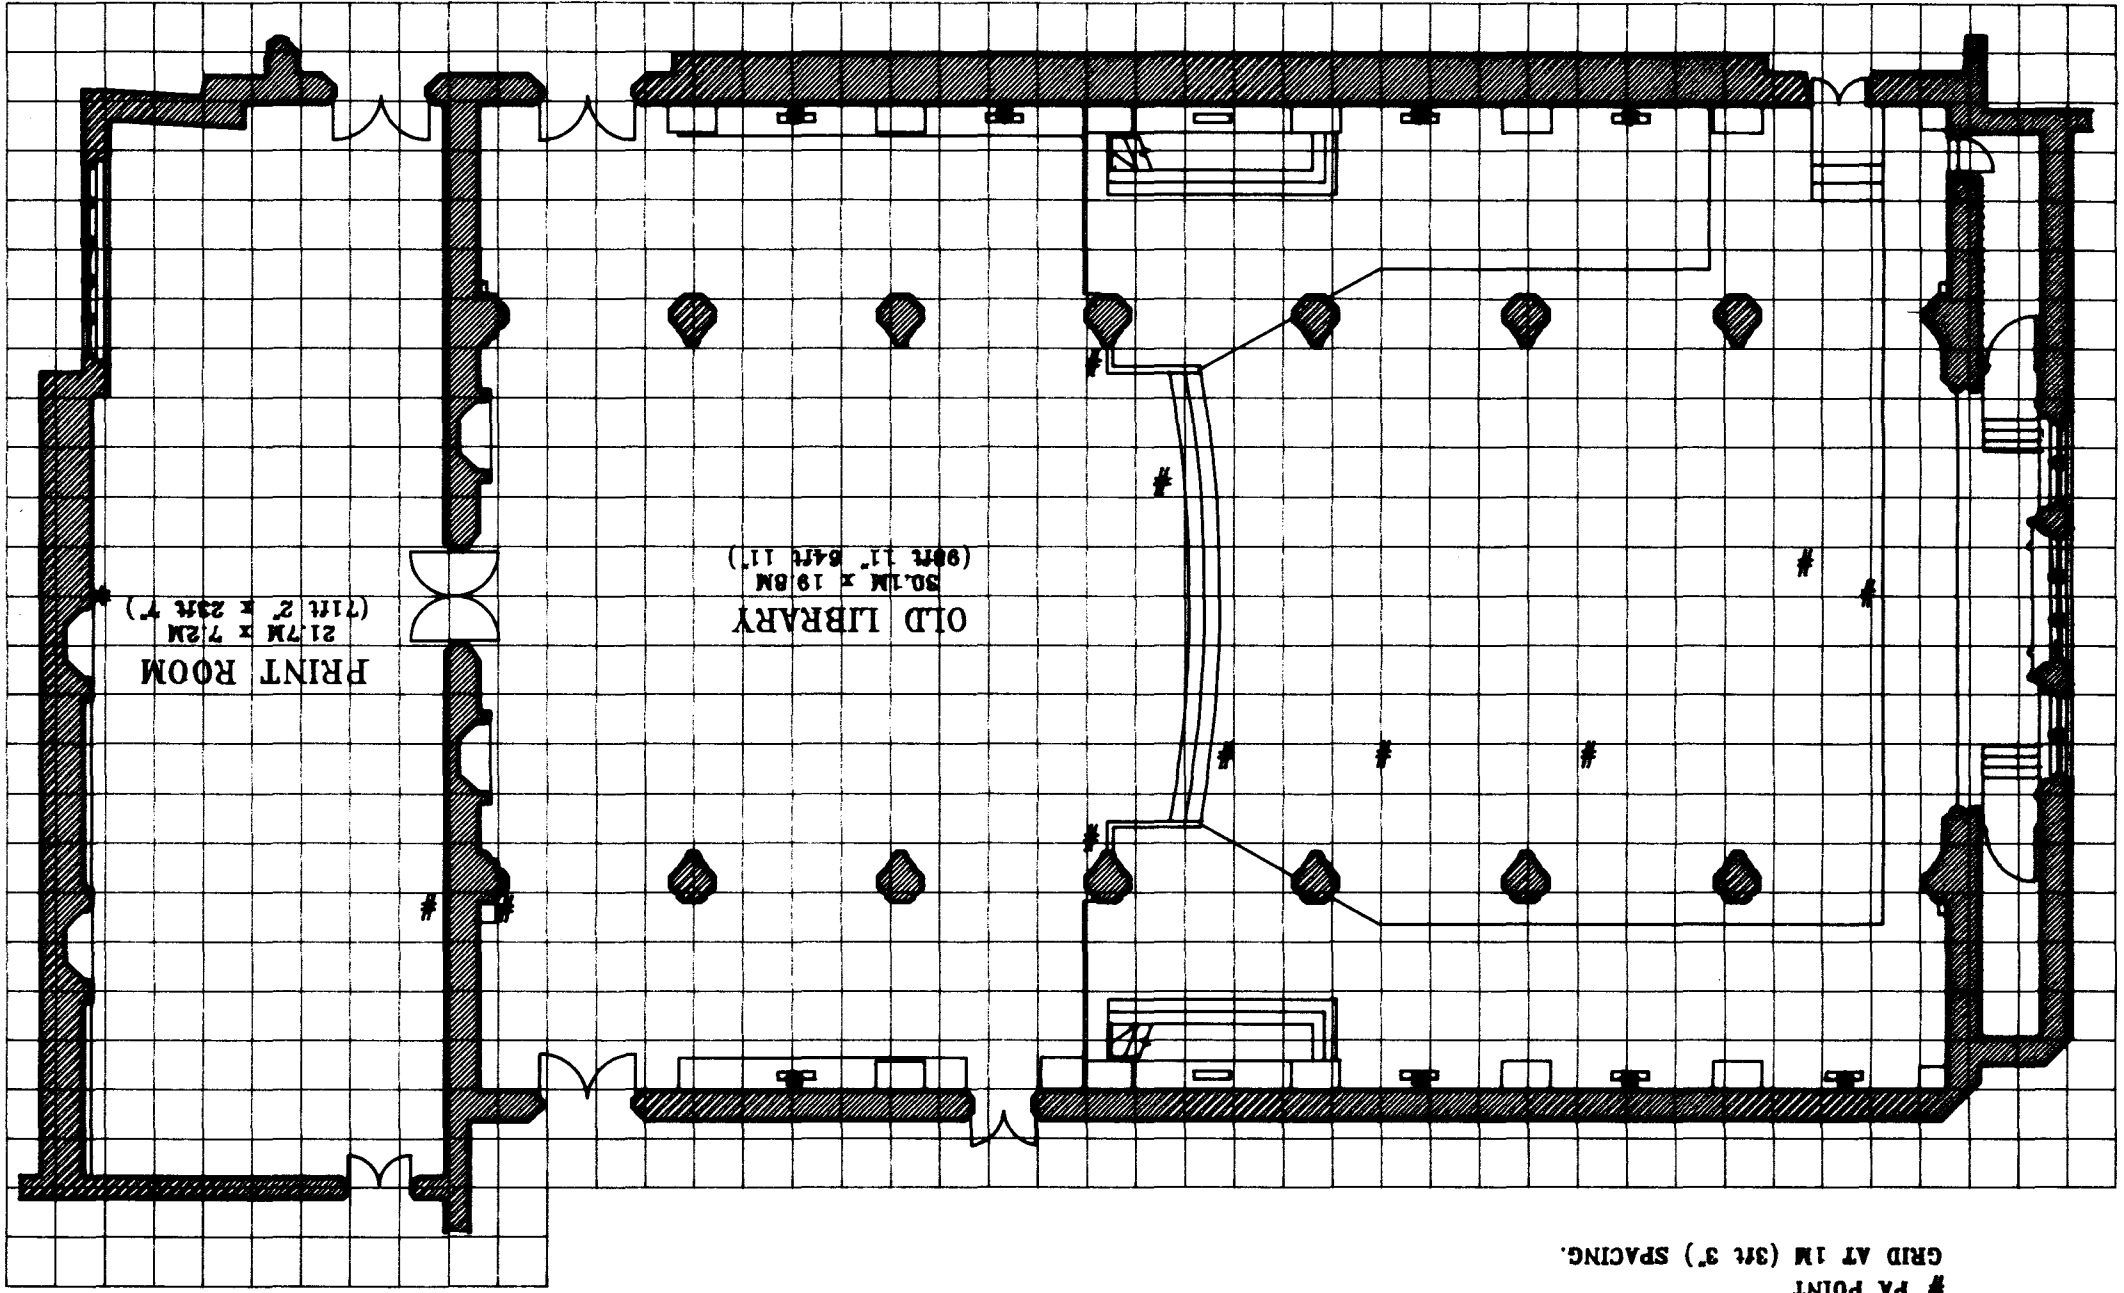 # PA POINT
GRID AT 1M (3ft 3") SPACING.
OLD LIBRARY
30.1M x 19.8M
(98ft 11" 64ft 11")
PRINT ROOM
21.7M x 7.2M
(71ft 2" x 23ft 7")